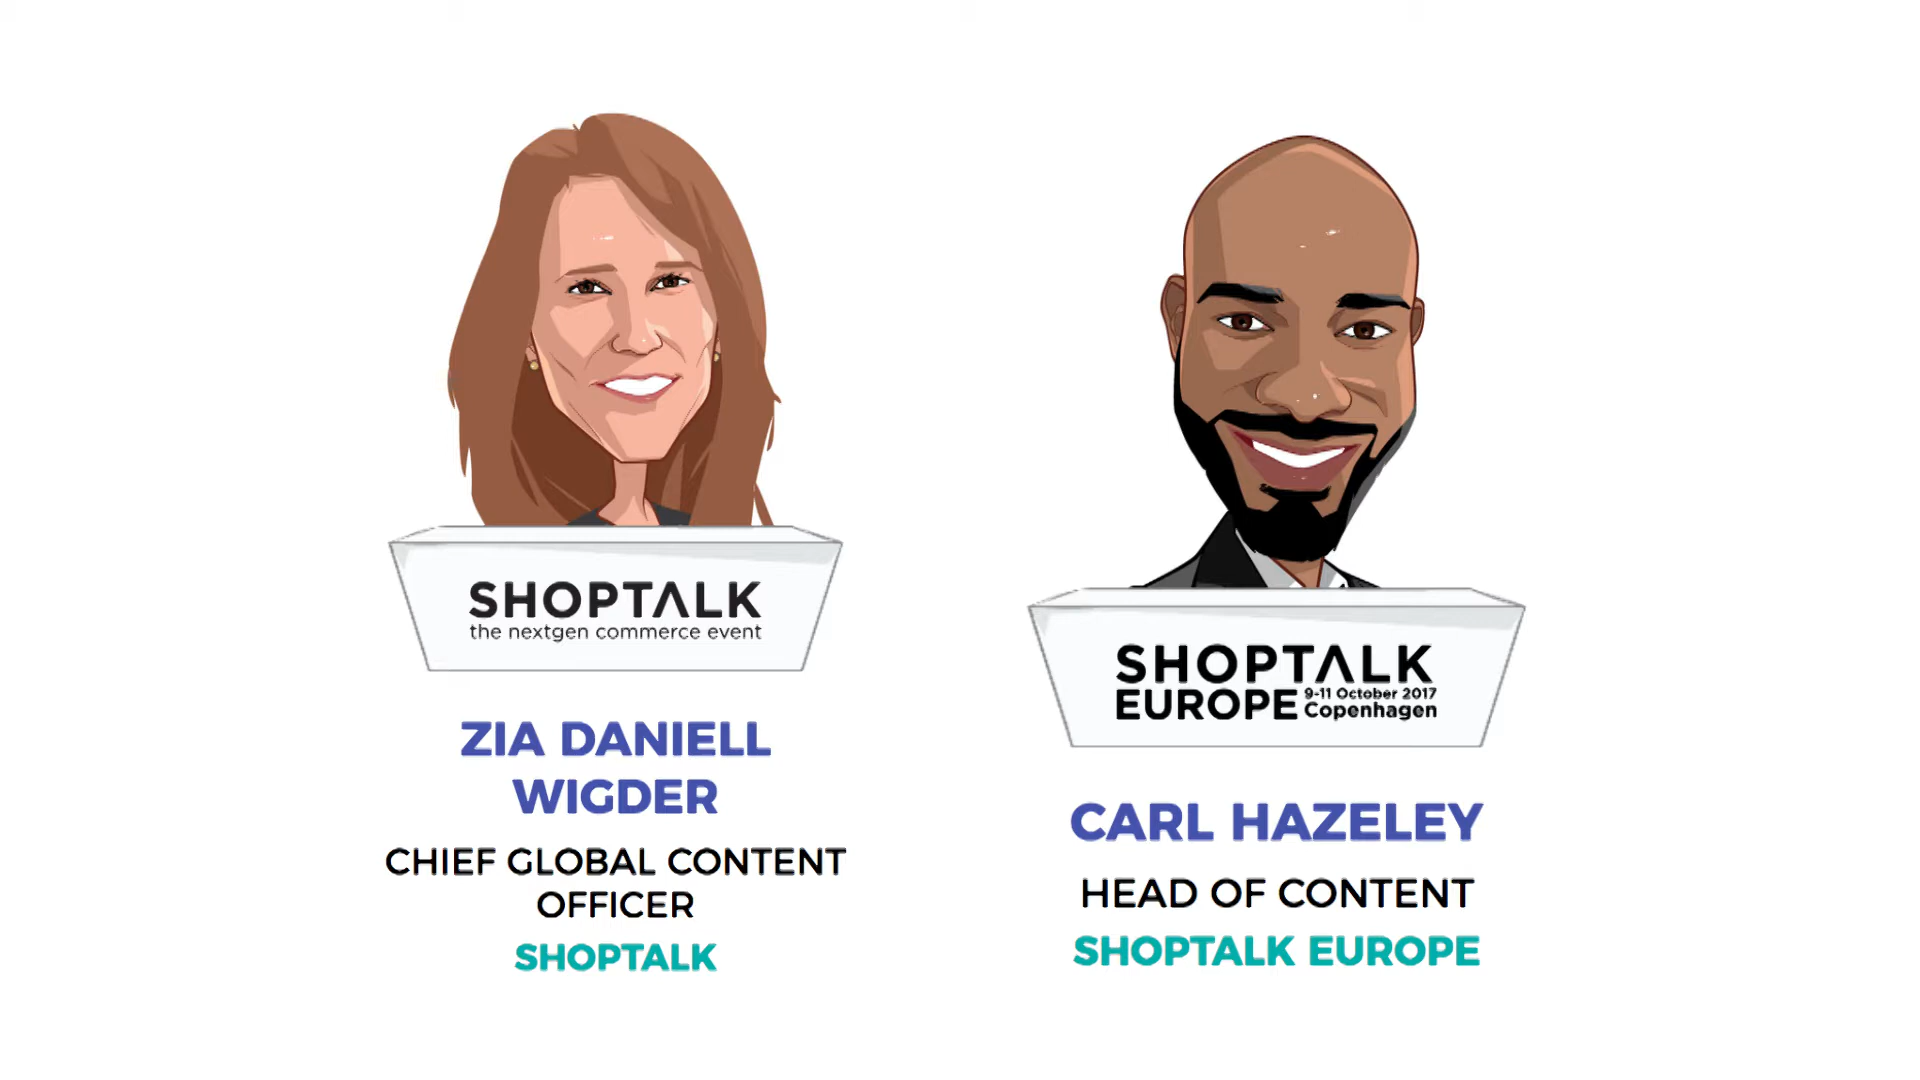 SHOPTALK
the nextgen commerce event
ZIA DANIELL
WIGDER
CHIEF GLOBAL CONTENT
OFFICER
SHOPTALK
SHOPTALK
EUROPE 9-11 October 2017
Copenhagen
CARL HAZELEY
HEAD OF CONTENT
SHOPTALK EUROPE